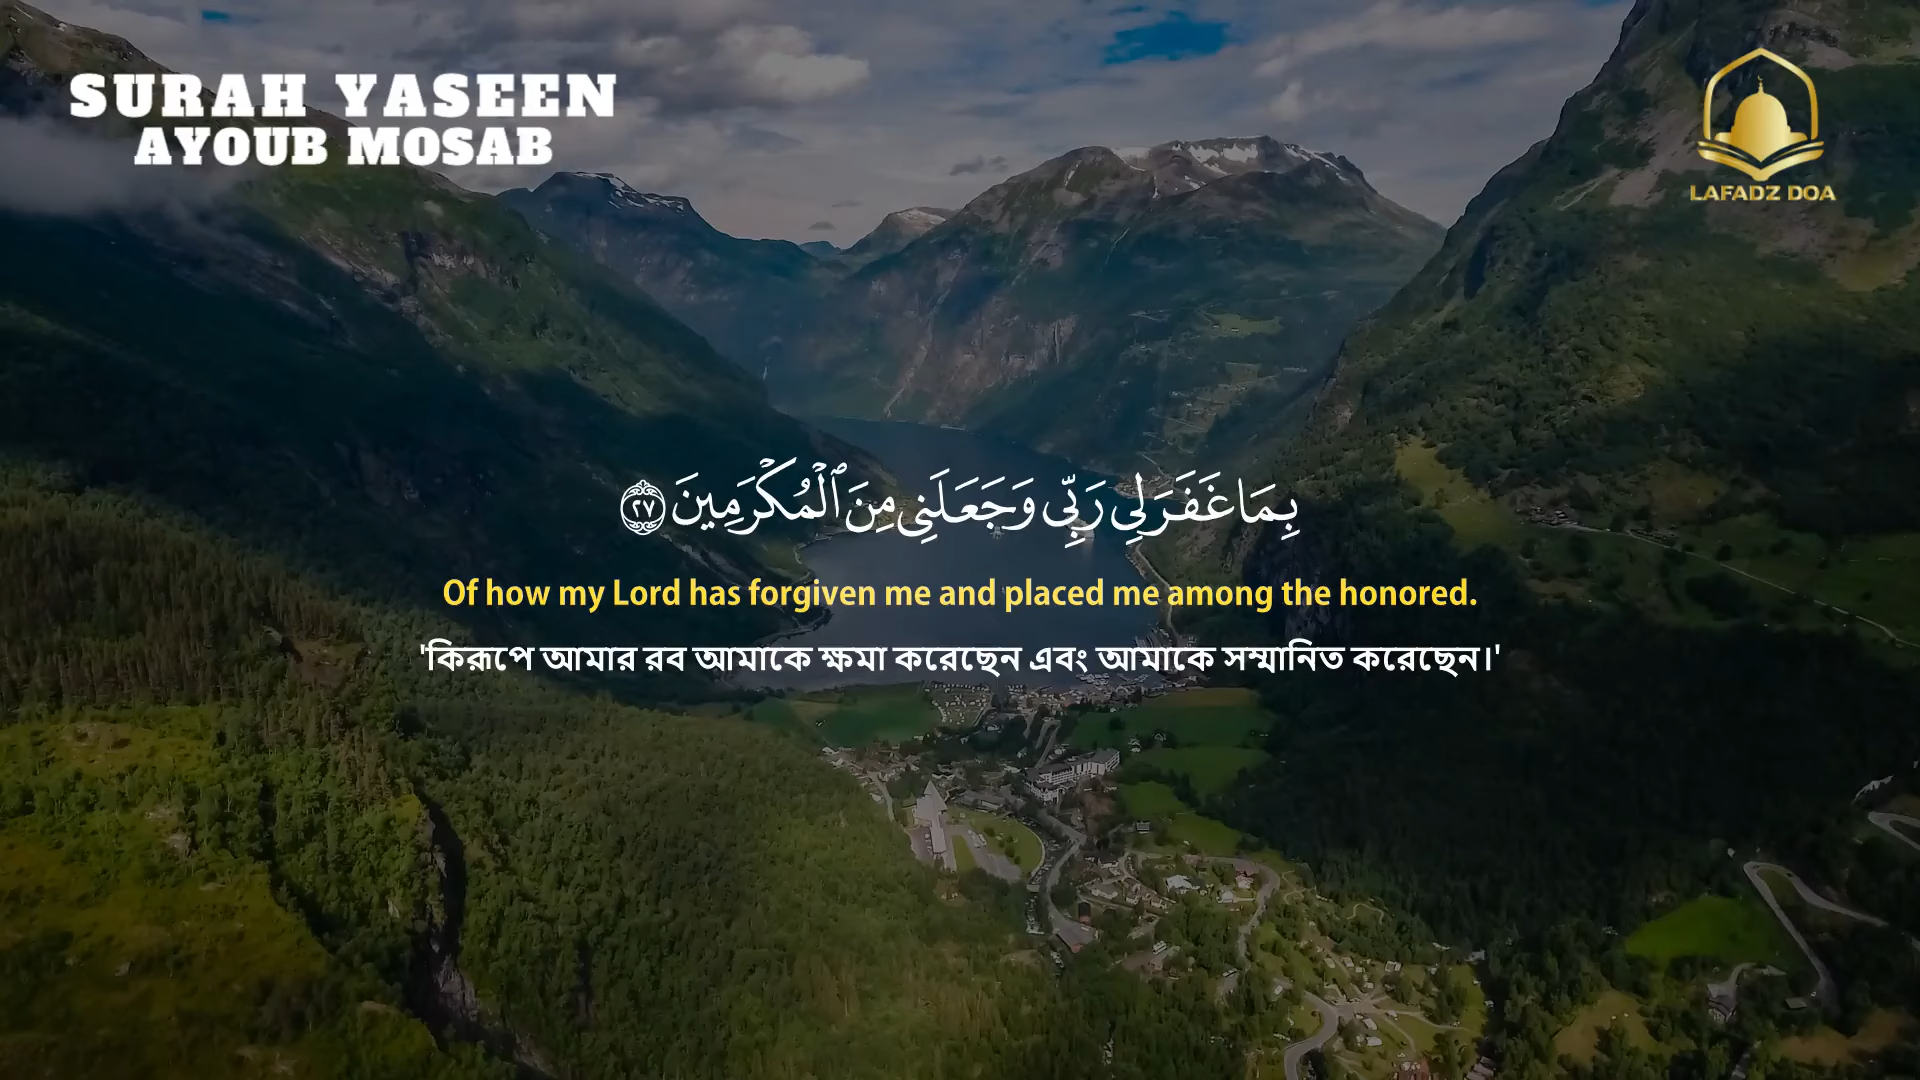 SURAH YASEEN
AYOUB MOSAB
LAFADZ DOA
بِمَا غَفَرَ لِي رَبِّي وَجَعَلَنِي مِنَ ٱلْمُكْرَمِينَ ٢٧
Of how my Lord has forgiven me and placed me among the honored.
'কিরূপে আমার রব আমাকে ক্ষমা করেছেন এবং আমাকে সম্মানিত করেছেন।'